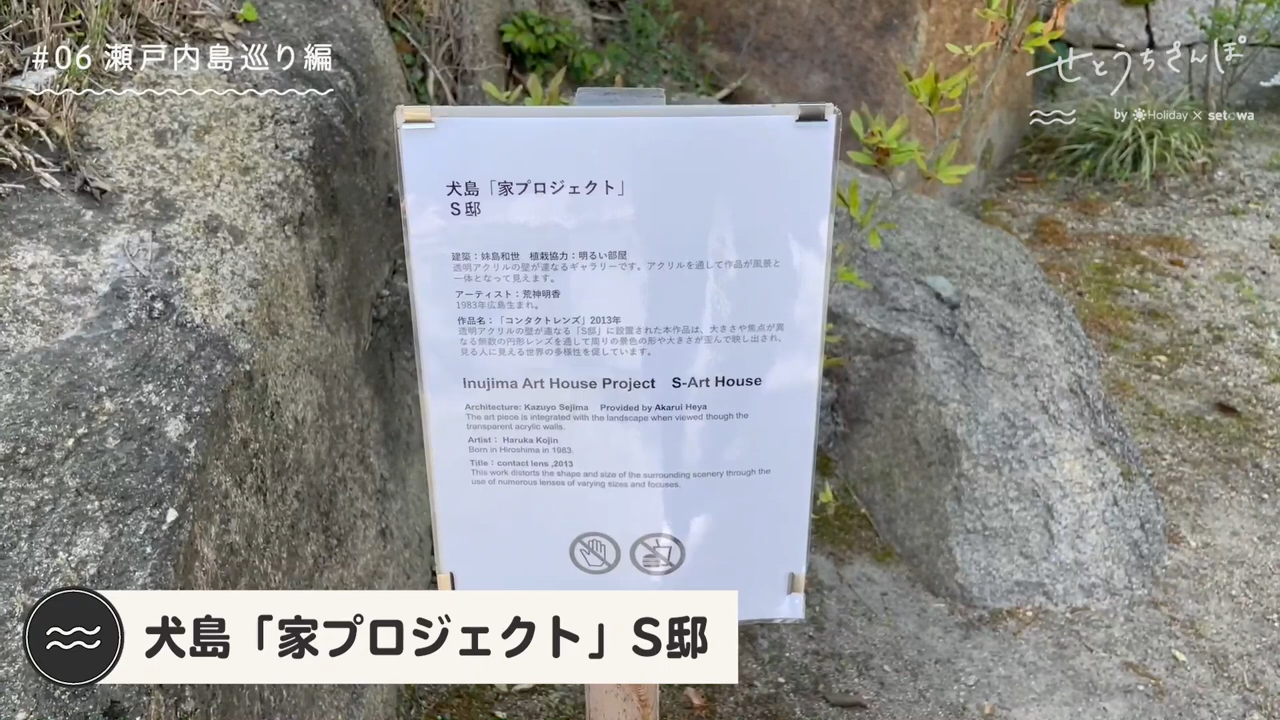 #06 瀬戸内島巡り編
せとうちさんぽ
by Holiday × setowa
犬島「家プロジェクト」
S邸
建築：妹島和世　植栽協力：明るい部屋
透明アクリルの壁が連なるギャラリーです。アクリルを通して作品が風景と
一体となって見えます。
アーティスト：荒神明香
1983年広島生まれ。
作品名：「コンタクトレンズ」2013年
透明アクリルの壁が連なる「S邸」に設置された本作品は、大きさや焦点が異
なる無数の円形レンズを通して周りの景色の形や大きさが歪んで映し出され、
見る人に見える世界の多様性を促しています。
Inujima Art House Project　S-Art House
Architecture: Kazuyo Sejima　Provided by Akarui Heya
The art piece is integrated with the landscape when viewed though the
transparent acrylic walls.
Artist： Haruka Kojin
Born in Hiroshima in 1983.
Title：contact lens ,2013
This work distorts the shape and size of the surrounding scenery through the
use of numerous lenses of varying sizes and focuses.
犬島「家プロジェクト」S邸